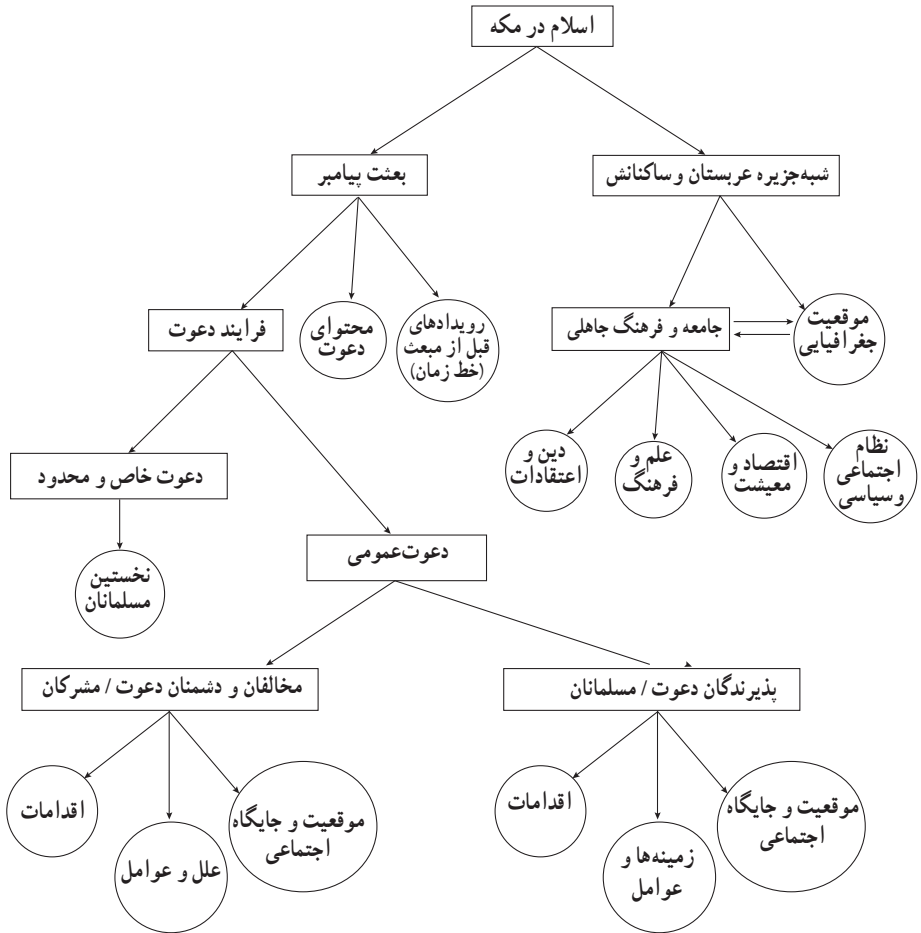 اسلام در مکه
شبه‌جزیره عربستان وساکنانش
بعثت پیامبر
جامعه و فرهنگ جاهلی
موقعیت
جغرافیایی
رویدادهای
قبل از مبعث
(خط زمان)
محتوای
دعوت
فرایند دعوت
نظام
اجتماعی
وسیاسی
اقتصاد و
معیشت
علم و
فرهنگ
دین و
اعتقادات
دعوت خاص و محدود
نخستین
مسلمانان
دعوت‌عمومی
پذیرندگان دعوت / مسلمانان
مخالفان و دشمنان دعوت / مشرکان
موقعیت و جایگاه
اجتماعی
زمینه‌ها و
عوامل
اقدامات
موقعیت و جایگاه
اجتماعی
علل و عوامل
اقدامات